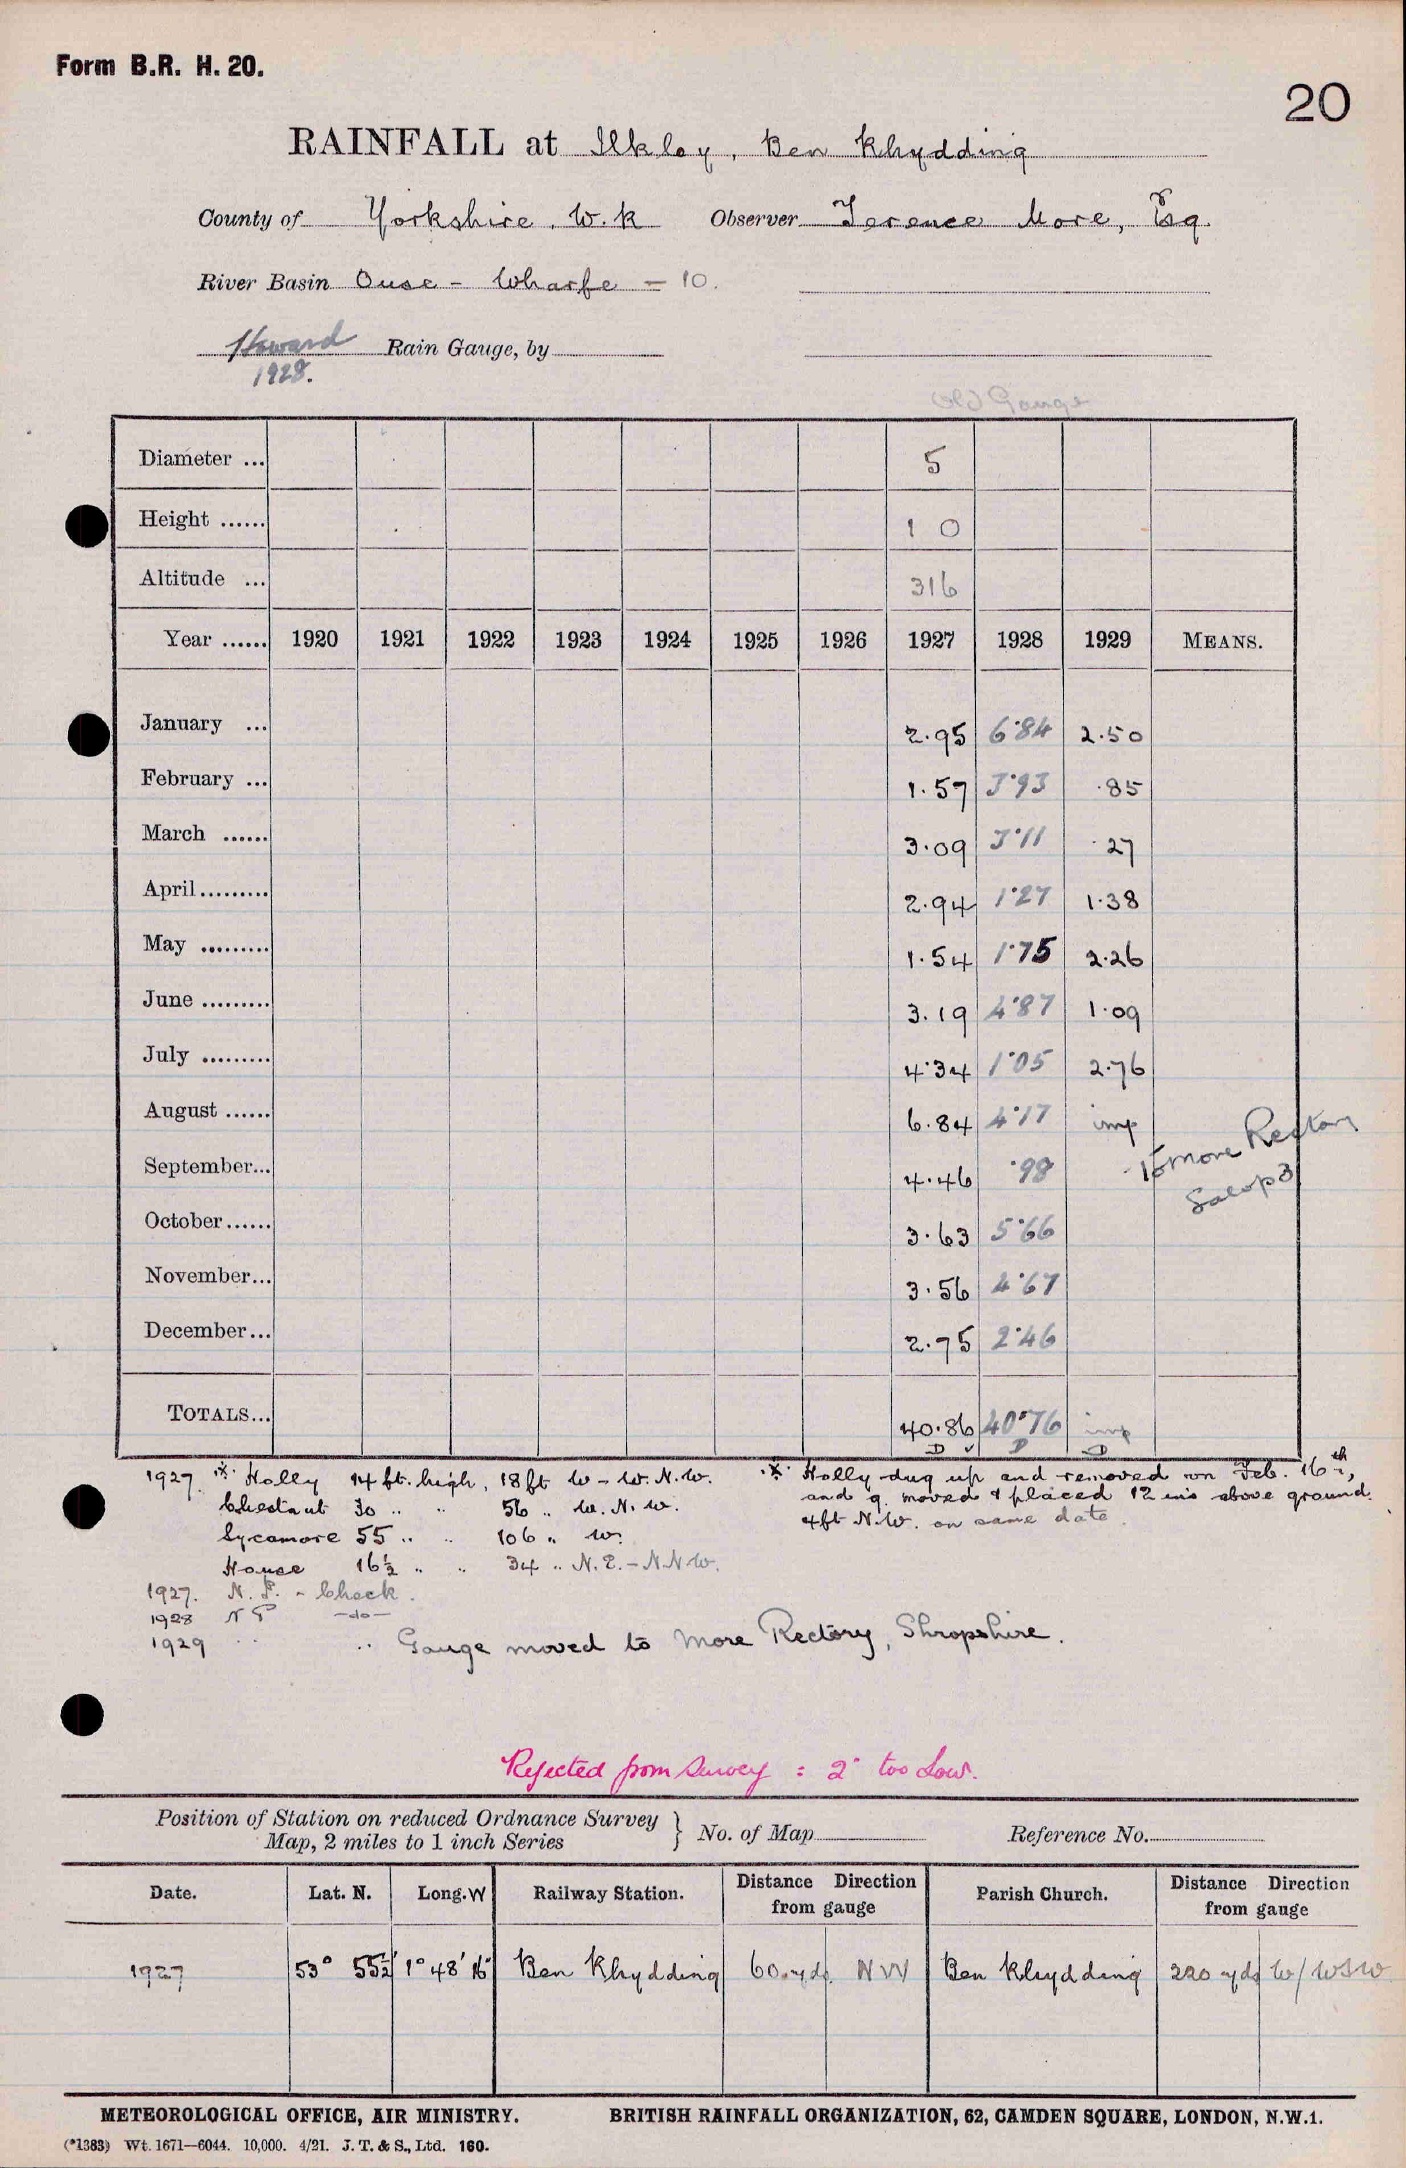 Form B.R. H. 20.
20
RAINFALL at Ilkley, Ben Rhydding
County of Yorkshire. W.R Observer Terence More, Esq.
River Basin Ouse - Wharfe - 10.
Howard Rain Gauge, by
1928.
Old Gauge
Diameter ... 5
Height ...... 1 0
Altitude ... 316
Year ...... 1920 1921 1922 1923 1924 1925 1926 1927 1928 1929 MEANS.
January ... 2.95 6.84 2.50
February ... 1.57 3.93 .85
March ...... 3.09 3.11 .27
April ......... 2.94 1.27 1.38
May ......... 1.54 1.75 2.26
June ......... 3.19 4.87 1.09
July ......... 4.34 1.05 2.76
August ...... 6.84 4.17 imp
To More Rectory
Salop 3
September... 4.46 .98
October ...... 3.63 5.66
November... 3.56 4.67
December... 2.75 2.46
TOTALS... 40.86 40.76 imp
D ✓ D D
1927 .*. Holly 14 ft. high, 18 ft W - W.N.W.
Chestnut 30 .. .. 56 .. W.N.W.
Sycamore 55 .. .. 106 .. W.
House 16½ .. .. 34 .. N.E. - NNW.
.*. Holly dug up and removed on Feb. 16th,
and g. moved & placed 12 ins above ground
4ft N.W. on same date.
1927. N.P. - Check.
1928 N P -do-
1929 .. .. Gauge moved to More Rectory, Shropshire.
Rejected from Survey : 2" too Low.
Position of Station on reduced Ordnance Survey
Map, 2 miles to 1 inch Series } No. of Map Reference No.
Date. Lat. N. Long. W Railway Station. Distance Direction from gauge Parish Church. Distance Direction from gauge
1927 53° 55½' 1° 48' 16" Ben Rhydding 60 yds. NW Ben Rhydding 220 yds W/WSW
METEOROLOGICAL OFFICE, AIR MINISTRY. BRITISH RAINFALL ORGANIZATION, 62, CAMDEN SQUARE, LONDON, N.W.1.
(*1383) Wt. 1671—6044. 10,000. 4/21. J. T. & S., Ltd. 160.